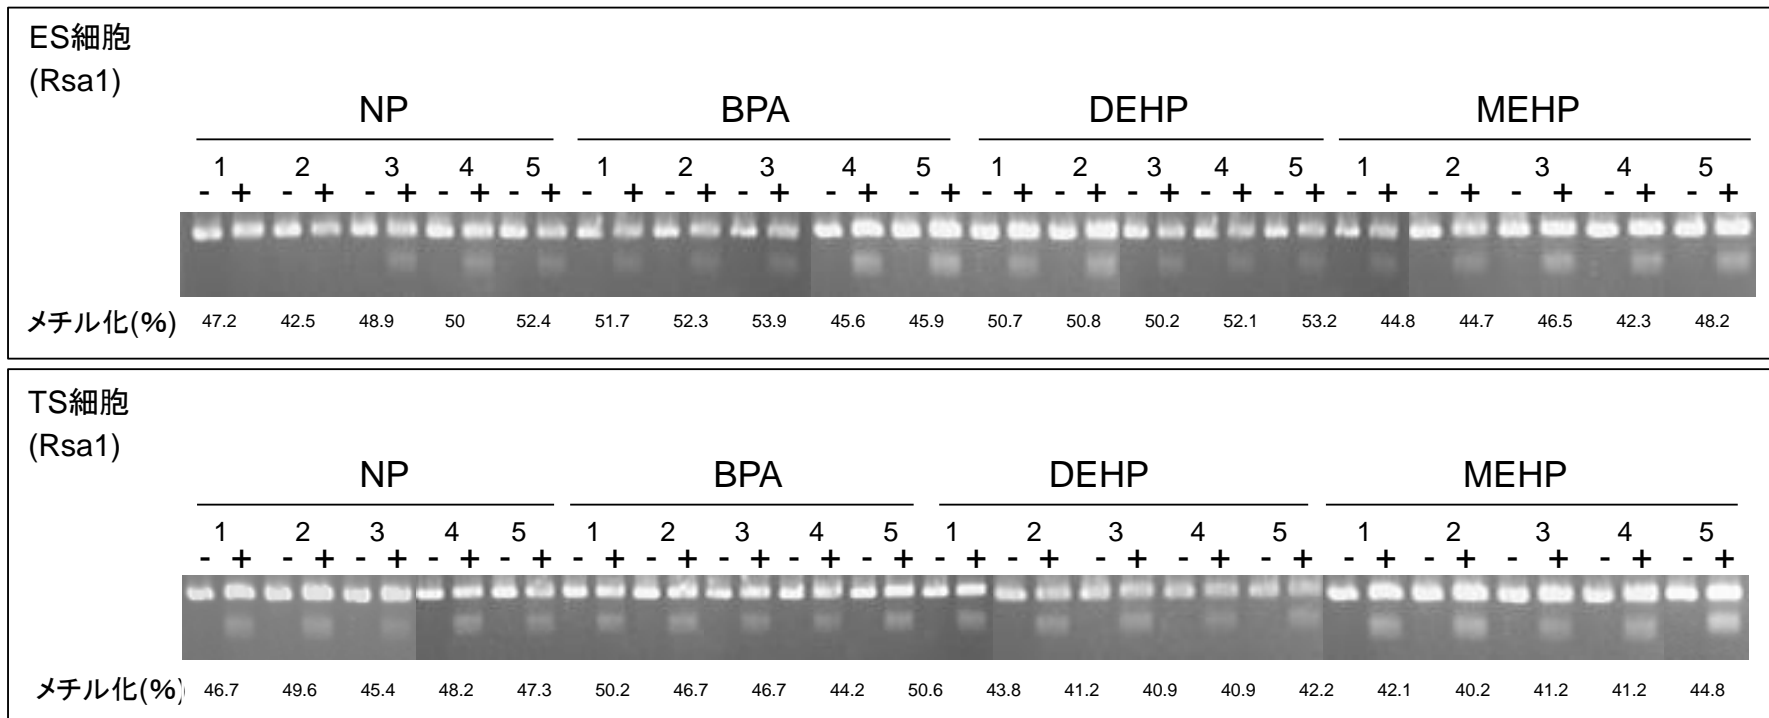 ES細胞
(Rsa1)
NP BPA DEHP MEHP
1 2 3 4 5 1 2 3 4 5 1 2 3 4 5 1 2 3 4 5
- + - + - + - + - + - + - + - + - + - + - + - + - + - + - + - + - + - + - + - +
メチル化(%) 47.2 42.5 48.9 50 52.4 51.7 52.3 53.9 45.6 45.9 50.7 50.8 50.2 52.1 53.2 44.8 44.7 46.5 42.3 48.2
TS細胞
(Rsa1)
NP BPA DEHP MEHP
1 2 3 4 5 1 2 3 4 5 1 2 3 4 5 1 2 3 4 5
- + - + - + - + - + - + - + - + - + - + - + - + - + - + - + - + - + - + - + - +
メチル化(%) 46.7 49.6 45.4 48.2 47.3 50.2 46.7 46.7 44.2 50.6 43.8 41.2 40.9 40.9 42.2 42.1 40.2 41.2 41.2 44.8